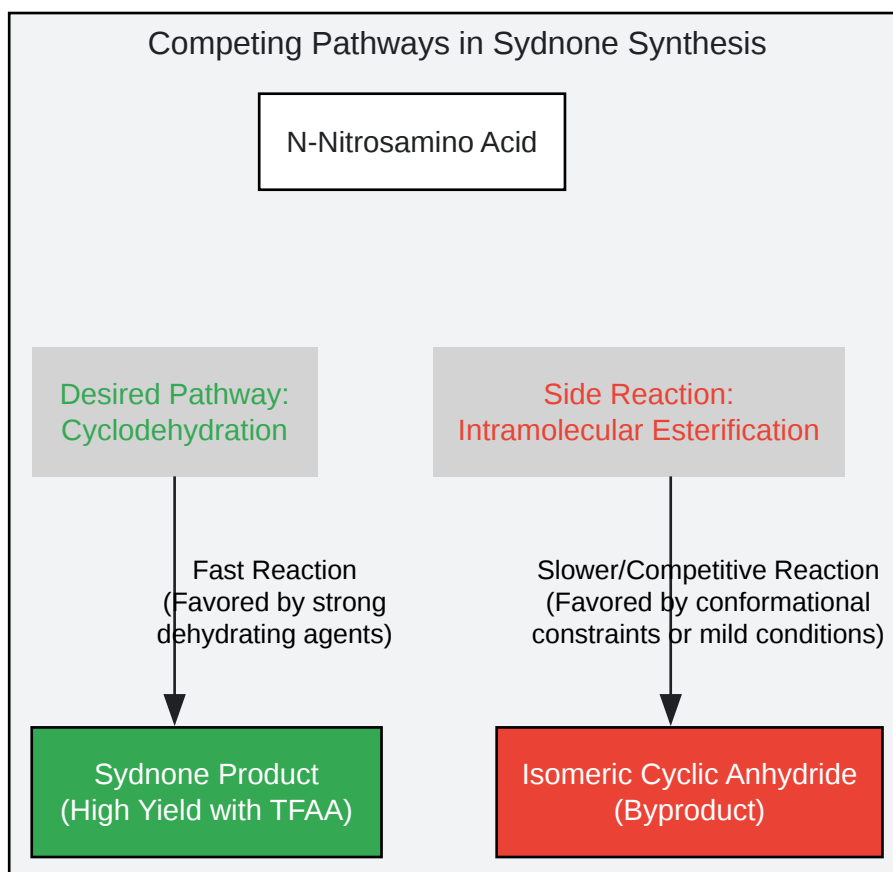 Competing Pathways in Sydnone Synthesis
N-Nitrosamino Acid
Desired Pathway:
Cyclodehydration
Side Reaction:
Intramolecular Esterification
Fast Reaction
(Favored by strong
dehydrating agents)
Slower/Competitive Reaction
(Favored by conformational
constraints or mild conditions)
Sydnone Product
(High Yield with TFAA)
Isomeric Cyclic Anhydride
(Byproduct)